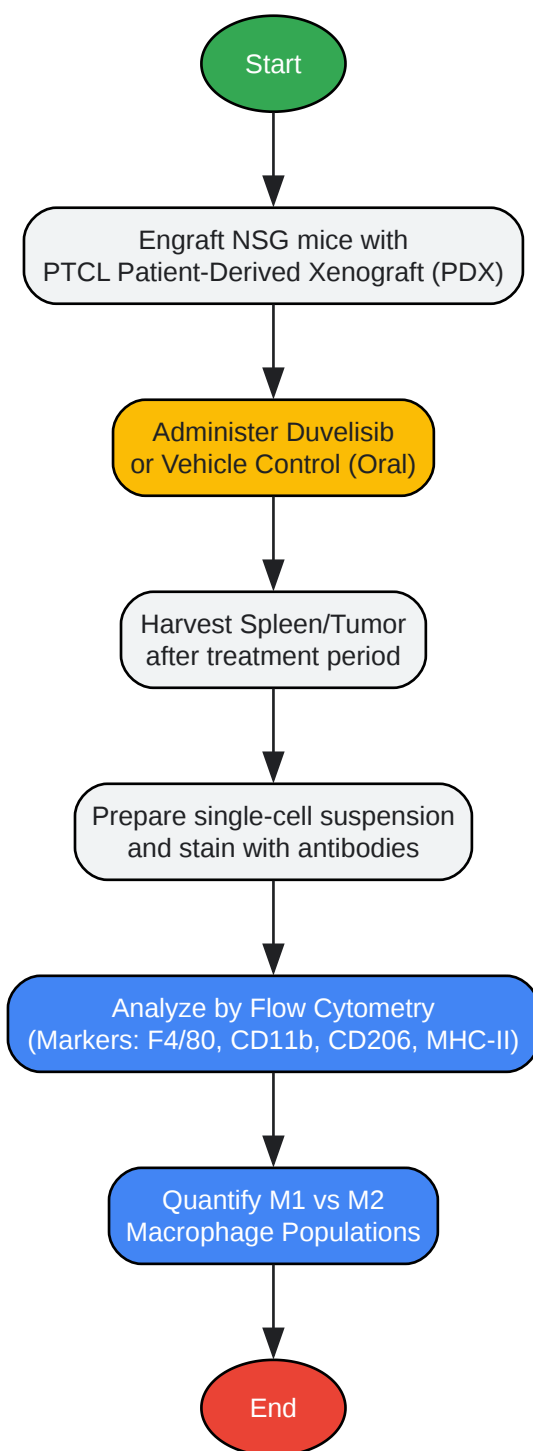 Start
Engraft NSG mice with
PTCL Patient-Derived Xenograft (PDX)
Administer Duvelisib
or Vehicle Control (Oral)
Harvest Spleen/Tumor
after treatment period
Prepare single-cell suspension
and stain with antibodies
Analyze by Flow Cytometry
(Markers: F4/80, CD11b, CD206, MHC-II)
Quantify M1 vs M2
Macrophage Populations
End